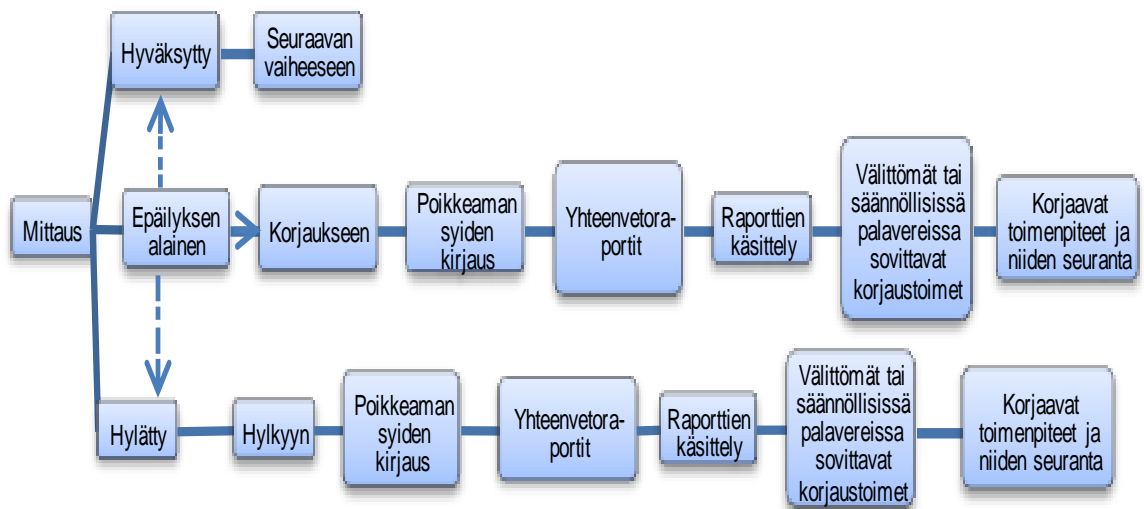 Hyväksytty
Seuraavan
vaiheeseen
Mittaus
Epäilyksen
alainen
Korjaukseen
Poikkeaman
syiden
kirjaus
Yhteenvetora-
portit
Raporttien
käsittely
Välittömät tai
säännöllisissä
palavereissa
sovittavat
korjaustoimet
Korjaavat
toimenpiteet ja
niiden seuranta
Hylätty
Hylkyyn
Poikkeaman
syiden
kirjaus
Yhteenvetora-
portit
Raporttien
käsittely
Välittömät tai
säännöllisissä
palavereissa
sovittavat
korjaustoimet
Korjaavat
toimenpiteet ja
niiden seuranta